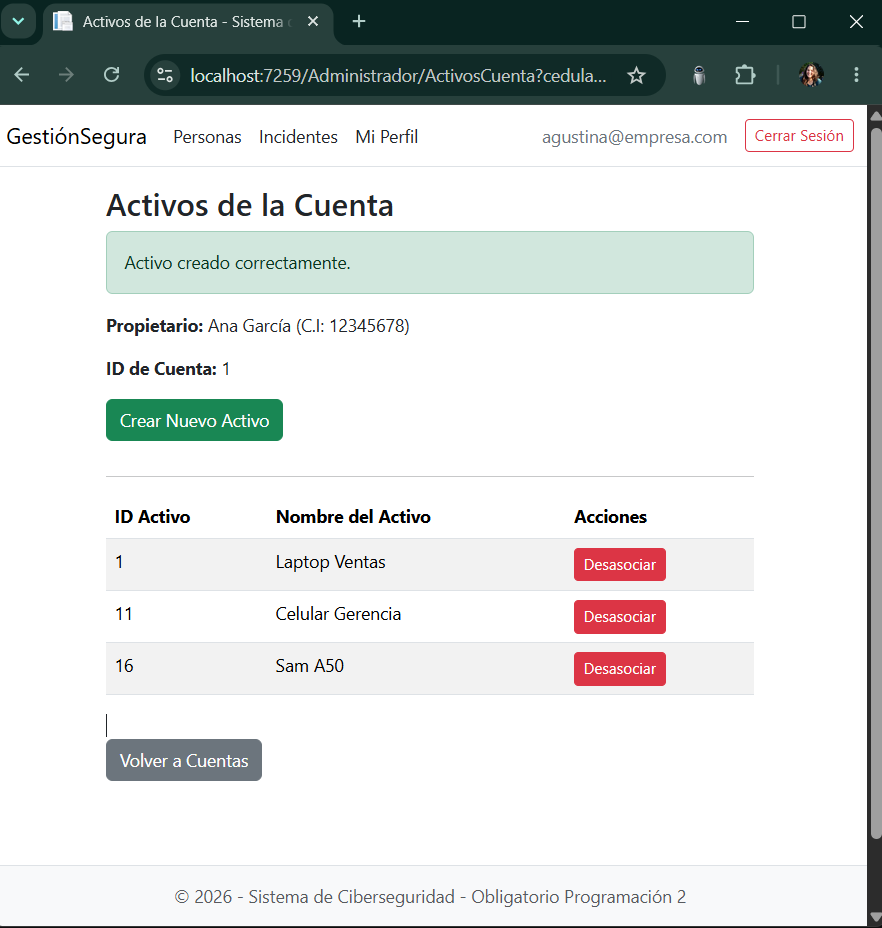 Activos de la Cuenta - Sistema
localhost:7259/Administrador/ActivosCuenta?cedula...
GestiónSegura Personas Incidentes Mi Perfil agustina@empresa.com Cerrar Sesión
Activos de la Cuenta
Activo creado correctamente.
Propietario: Ana García (C.I: 12345678)
ID de Cuenta: 1
Crear Nuevo Activo
ID Activo Nombre del Activo Acciones
1 Laptop Ventas Desasociar
11 Celular Gerencia Desasociar
16 Sam A50 Desasociar
Volver a Cuentas
© 2026 - Sistema de Ciberseguridad - Obligatorio Programación 2